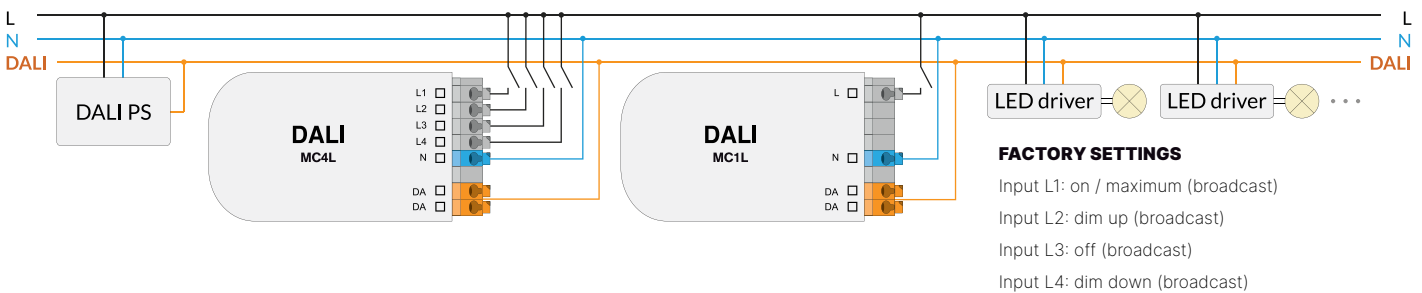 L
N
DALI
L
N
DALI
DALI PS
DALI
MC4L
L1
L2
L3
L4
N
DA
DA
DALI
MC1L
L
N
DA
DA
LED driver
LED driver
FACTORY SETTINGS
Input L1: on / maximum (broadcast)
Input L2: dim up (broadcast)
Input L3: off (broadcast)
Input L4: dim down (broadcast)